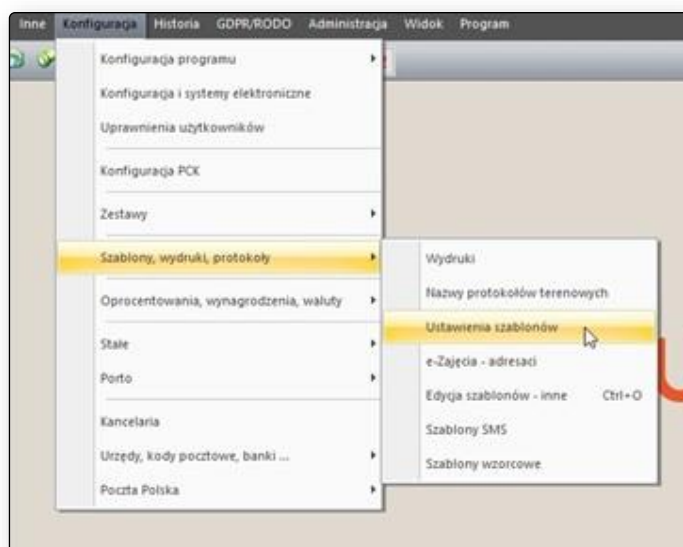 Inne Konfiguracja Historia GDPR/RODO Administracja Widok Program
Konfiguracja programu
Konfiguracja i systemy elektroniczne
Uprawnienia użytkowników
Konfiguracja PCK
Zestawy
Szablony, wydruki, protokoły
Oprocentowania, wynagrodzenia, waluty
Stałe
Porto
Kancelaria
Urzędy, kody pocztowe, banki ...
Poczta Polska
Wydruki
Nazwy protokołów terenowych
Ustawienia szablonów
e-Zajęcia - adresaci
Edycja szablonów - inne Ctrl+O
Szablony SMS
Szablony wzorcowe